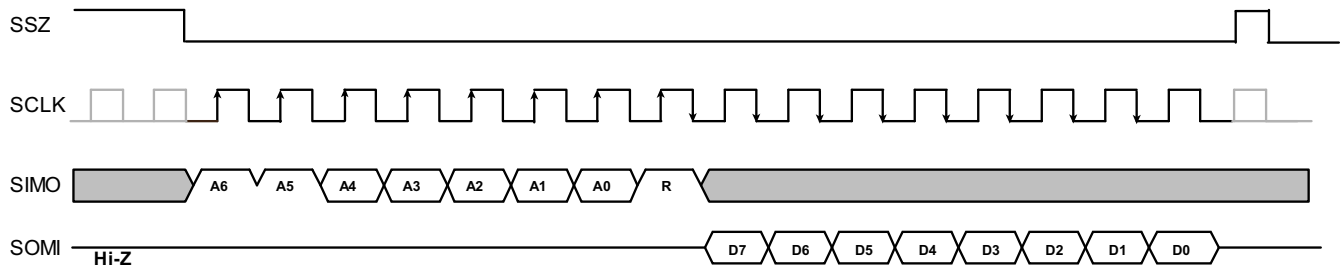 SSZ
SCLK
SIMO A6 A5 A4 A3 A2 A1 A0 R
SOMI Hi-Z D7 D6 D5 D4 D3 D2 D1 D0